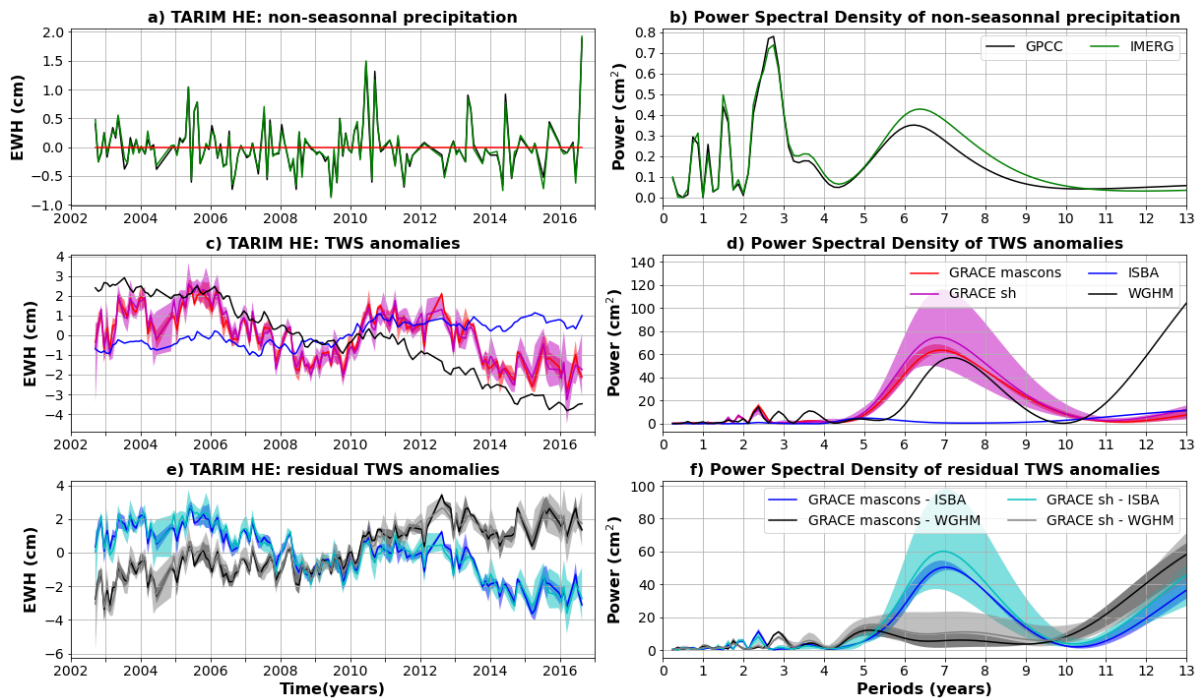 a) TARIM HE: non-seasonnal precipitation
EWH (cm)
2.0
1.5
1.0
0.5
0.0
−0.5
−1.0
2002 2004 2006 2008 2010 2012 2014 2016
b) Power Spectral Density of non-seasonnal precipitation
Power (cm²)
0.8
0.7
0.6
0.5
0.4
0.3
0.2
0.1
0.0
GPCC IMERG
0 1 2 3 4 5 6 7 8 9 10 11 12 13
c) TARIM HE: TWS anomalies
EWH (cm)
4
3
2
1
0
−1
−2
−3
−4
2002 2004 2006 2008 2010 2012 2014 2016
d) Power Spectral Density of TWS anomalies
Power (cm²)
140
120
100
80
60
40
20
0
GRACE mascons ISBA
GRACE sh WGHM
0 1 2 3 4 5 6 7 8 9 10 11 12 13
e) TARIM HE: residual TWS anomalies
EWH (cm)
4
2
0
−2
−4
−6
2002 2004 2006 2008 2010 2012 2014 2016
Time(years)
f) Power Spectral Density of residual TWS anomalies
Power (cm²)
100
80
60
40
20
0
GRACE mascons - ISBA GRACE sh - ISBA
GRACE mascons - WGHM GRACE sh - WGHM
0 1 2 3 4 5 6 7 8 9 10 11 12 13
Periods (years)